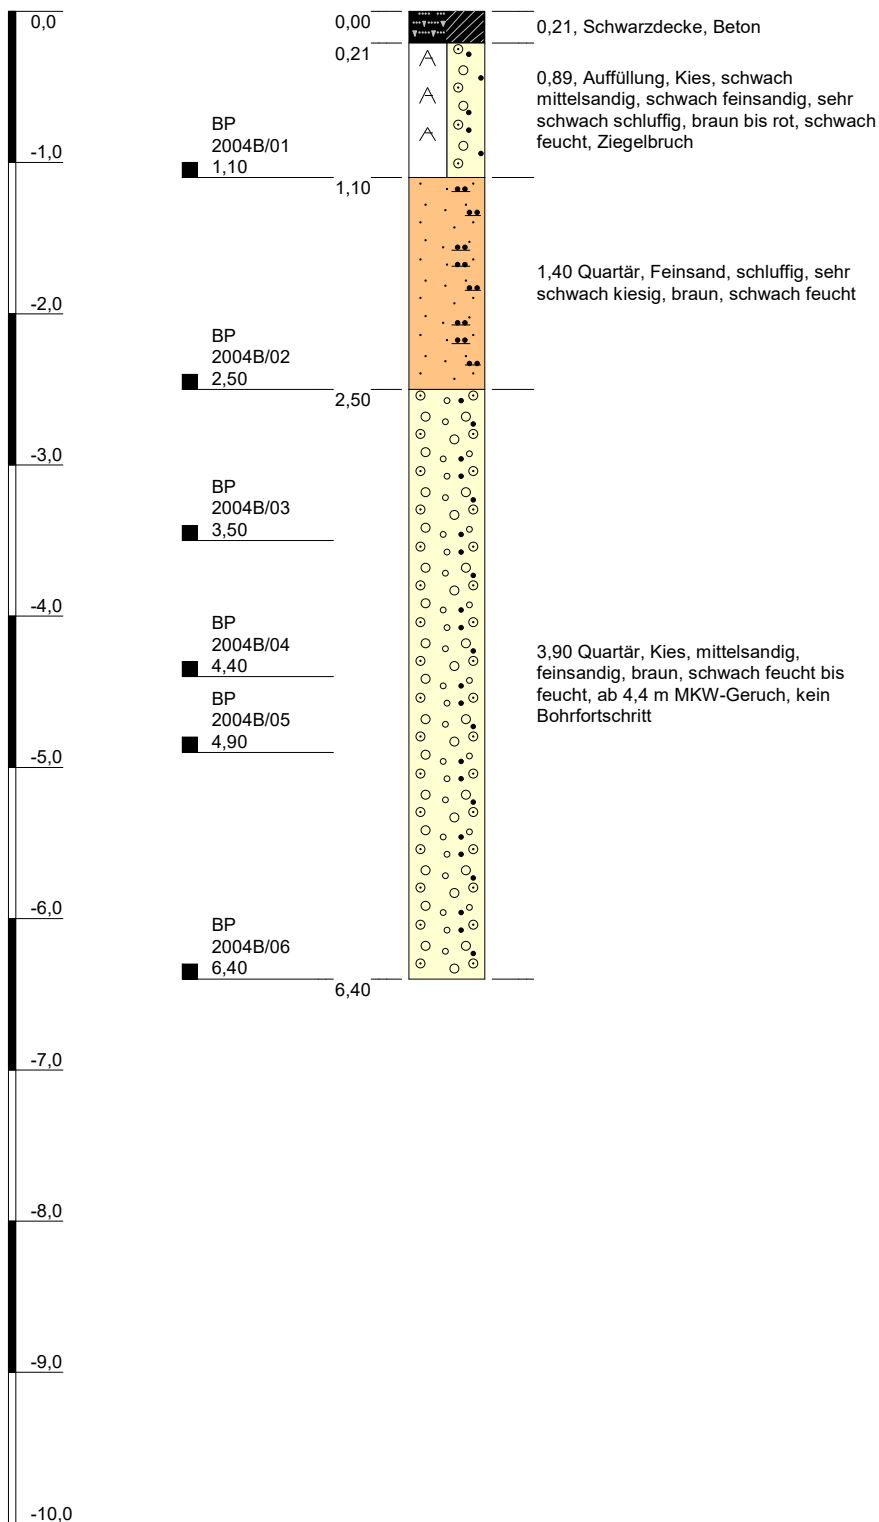 0,0
0,00
0,21, Schwarzdecke, Beton
0,21
0,89, Auffüllung, Kies, schwach
mittelsandig, schwach feinsandig, sehr
schwach schluffig, braun bis rot, schwach
feucht, Ziegelbruch
BP
2004B/01
1,10
-1,0
1,10
1,40 Quartär, Feinsand, schluffig, sehr
schwach kiesig, braun, schwach feucht
-2,0
BP
2004B/02
2,50
2,50
-3,0
BP
2004B/03
3,50
-4,0
BP
2004B/04
4,40
3,90 Quartär, Kies, mittelsandig,
feinsandig, braun, schwach feucht bis
feucht, ab 4,4 m MKW-Geruch, kein
Bohrfortschritt
BP
2004B/05
4,90
-5,0
-6,0
BP
2004B/06
6,40
6,40
-7,0
-8,0
-9,0
-10,0